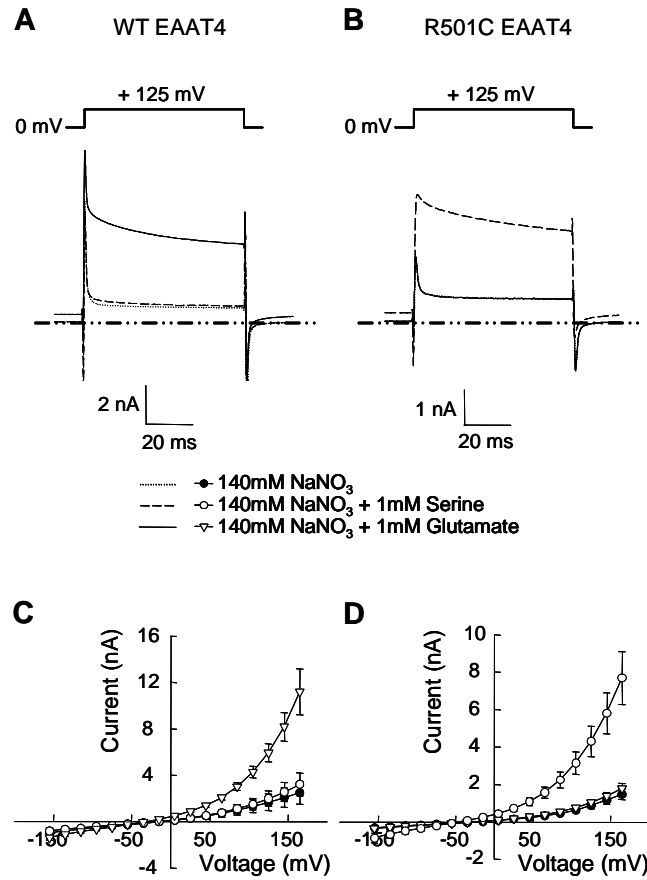 A WT EAAT4
B R501C EAAT4
+ 125 mV
0 mV
+ 125 mV
0 mV
2 nA
20 ms
1 nA
20 ms
140mM NaNO3
140mM NaNO3 + 1mM Serine
140mM NaNO3 + 1mM Glutamate
C
Current (nA)
16
12
8
4
-4
-150
-50
50
150
Voltage (mV)
D
Current (nA)
10
8
6
4
2
-2
-150
-50
50
150
Voltage (mV)